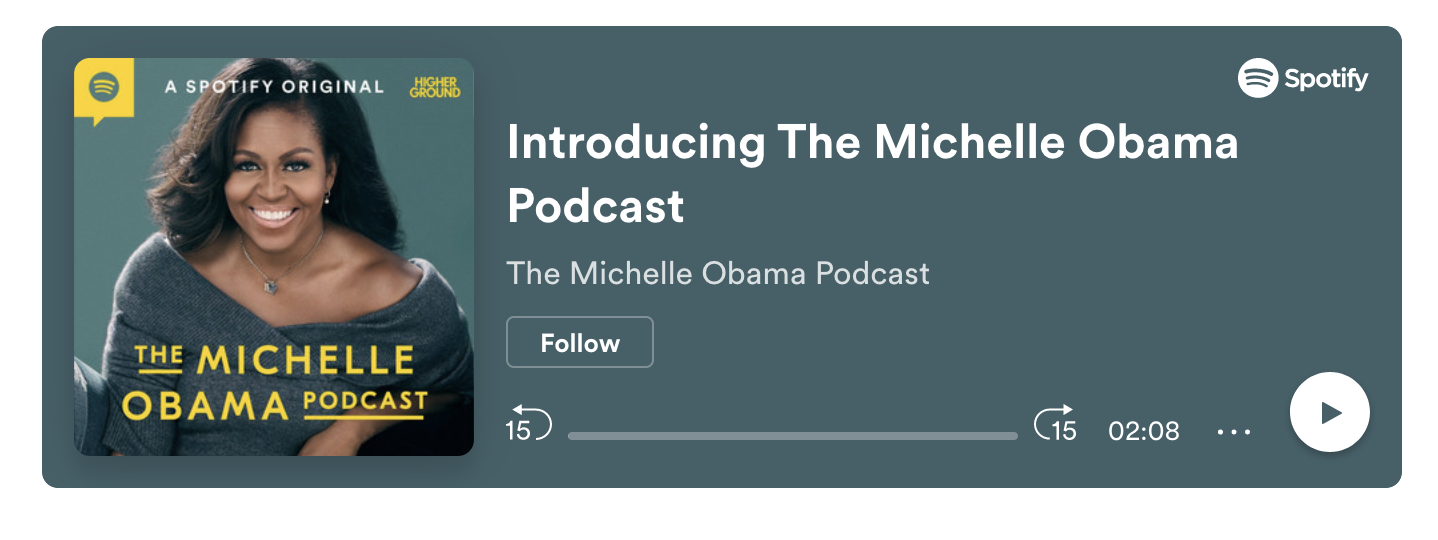 A SPOTIFY ORIGINAL
HIGHER
GROUND
THE MICHELLE
OBAMA PODCAST
Spotify
Introducing The Michelle Obama
Podcast
The Michelle Obama Podcast
Follow
15
15
02:08